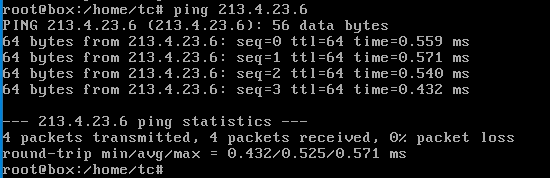 root@box:/home/tc# ping 213.4.23.6
PING 213.4.23.6 (213.4.23.6): 56 data bytes
64 bytes from 213.4.23.6: seq=0 ttl=64 time=0.559 ms
64 bytes from 213.4.23.6: seq=1 ttl=64 time=0.571 ms
64 bytes from 213.4.23.6: seq=2 ttl=64 time=0.540 ms
64 bytes from 213.4.23.6: seq=3 ttl=64 time=0.432 ms
--- 213.4.23.6 ping statistics ---
4 packets transmitted, 4 packets received, 0% packet loss
round-trip min/avg/max = 0.432/0.525/0.571 ms
root@box:/home/tc#